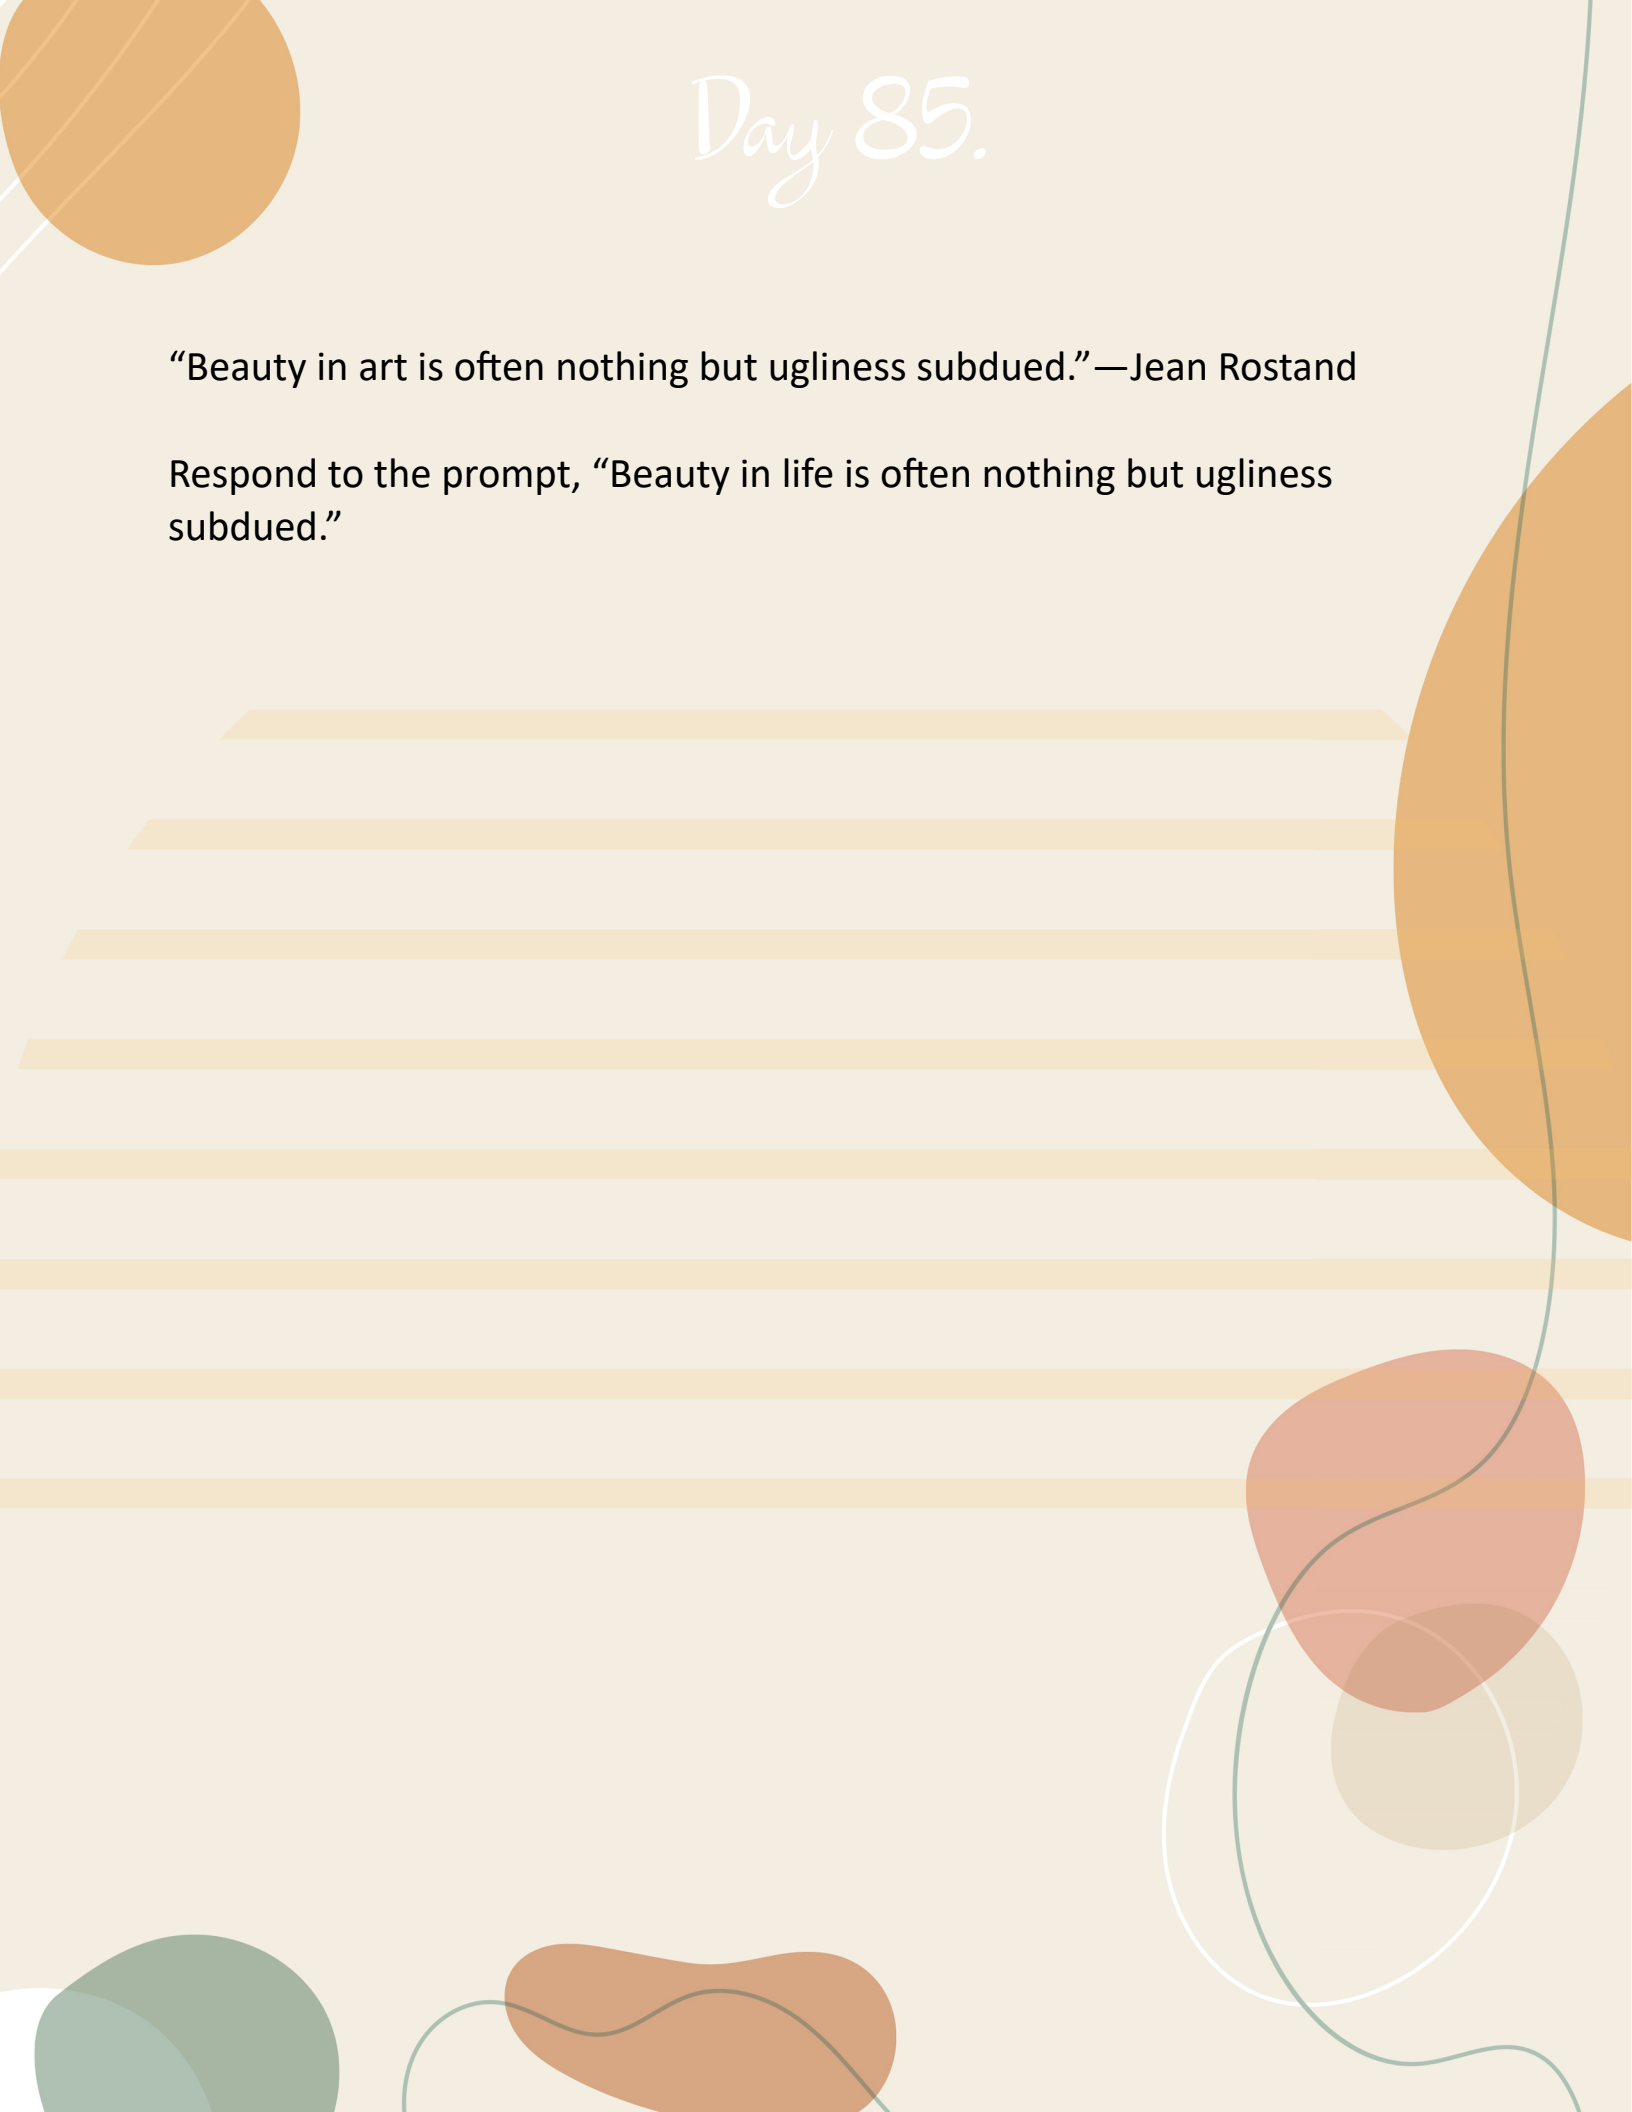 Day 85.
“Beauty in art is often nothing but ugliness subdued.”—Jean Rostand
Respond to the prompt, “Beauty in life is often nothing but ugliness
subdued.”